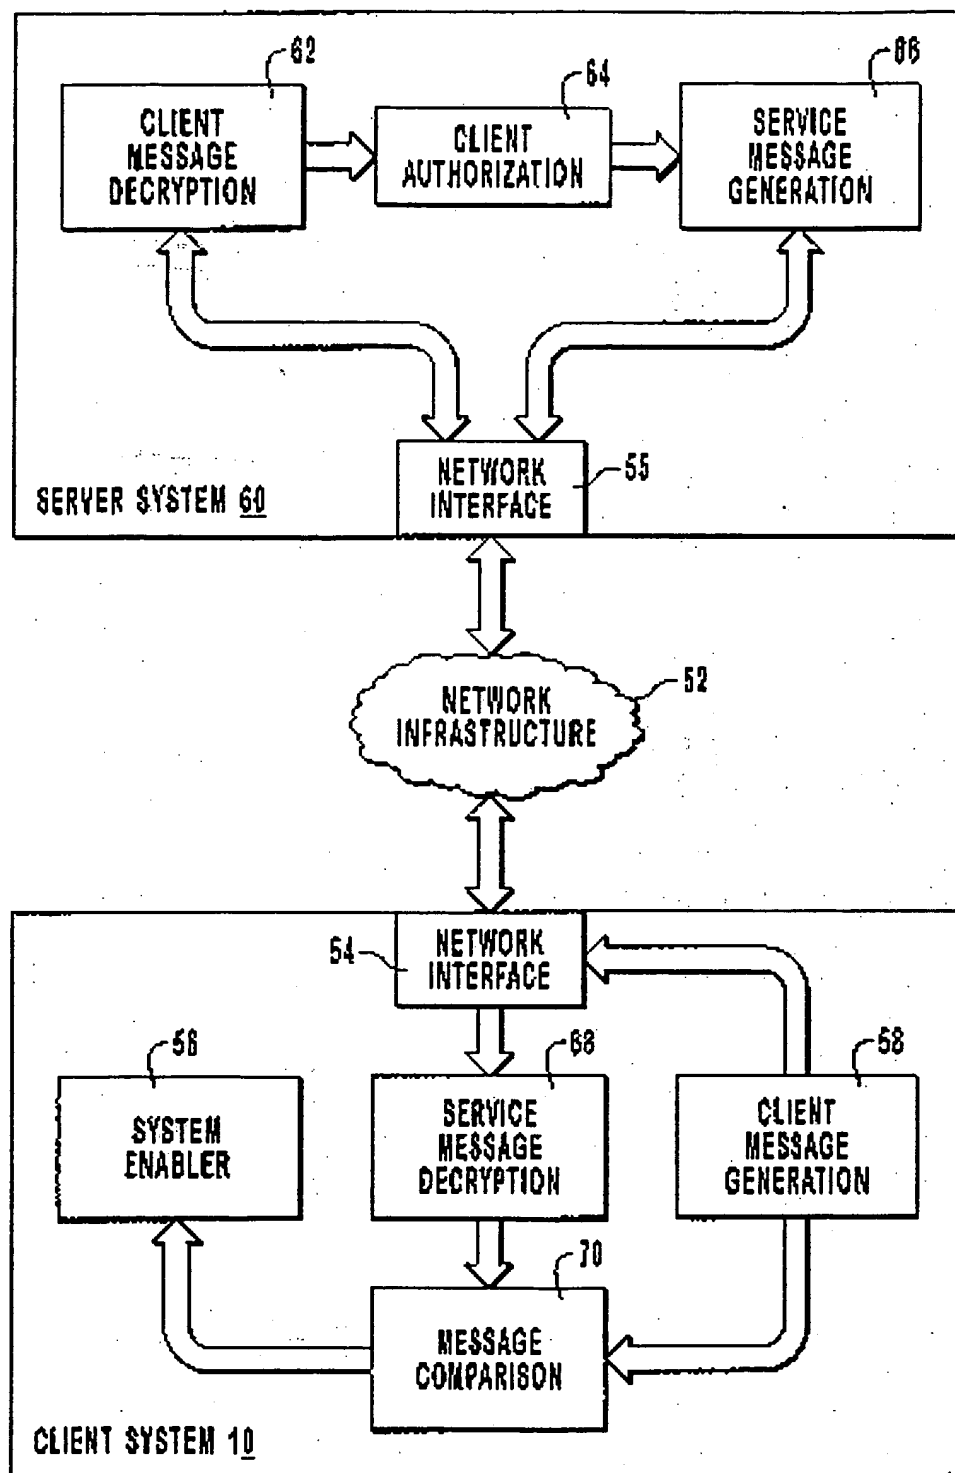 62
CLIENT
MESSAGE
DECRYPTION
64
CLIENT
AUTHORIZATION
66
SERVICE
MESSAGE
GENERATION
NETWORK
INTERFACE
55
SERVER SYSTEM 60
NETWORK
INFRASTRUCTURE
52
54
NETWORK
INTERFACE
56
SYSTEM
ENABLER
68
SERVICE
MESSAGE
DECRYPTION
58
CLIENT
MESSAGE
GENERATION
70
MESSAGE
COMPARISON
CLIENT SYSTEM 10